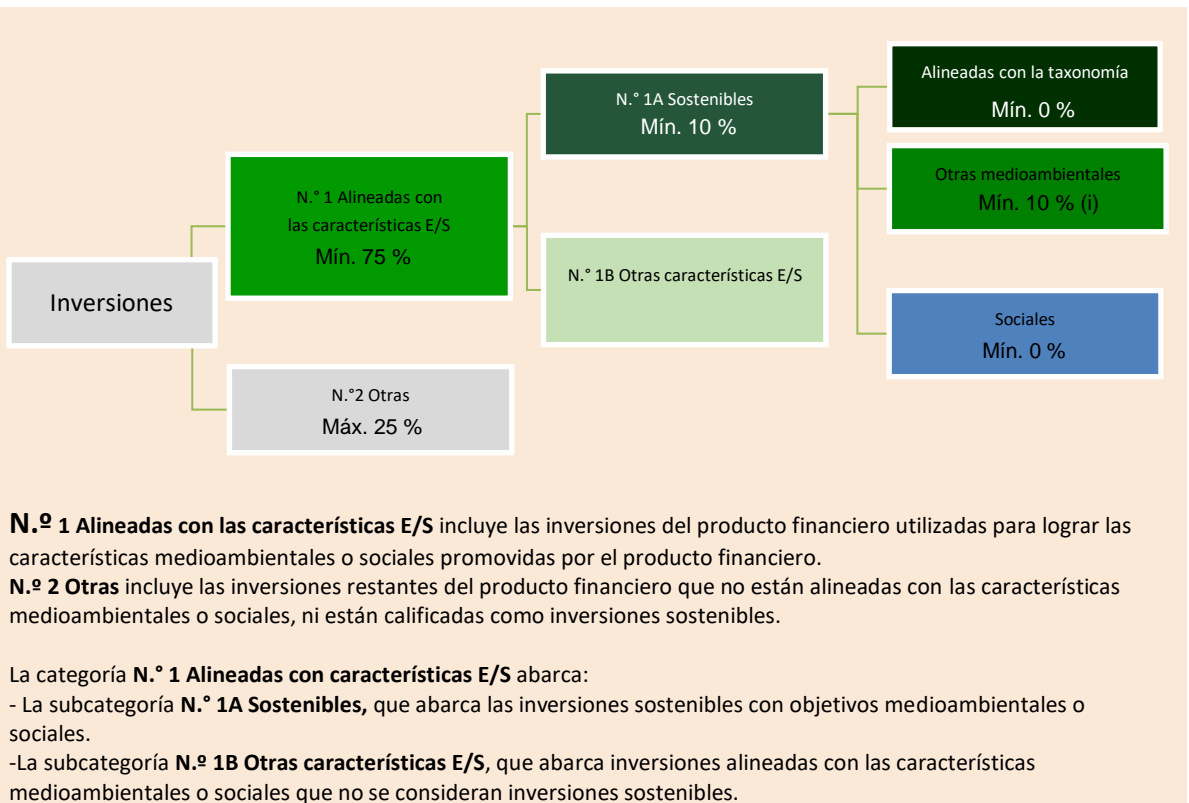 Inversiones
N.° 1 Alineadas con
las características E/S
Mín. 75 %
N.°2 Otras
Máx. 25 %
N.° 1A Sostenibles
Mín. 10 %
N.° 1B Otras características E/S
Alineadas con la taxonomía
Mín. 0 %
Otras medioambientales
Mín. 10 % (i)
Sociales
Mín. 0 %
N.º 1 Alineadas con las características E/S incluye las inversiones del producto financiero utilizadas para lograr las
características medioambientales o sociales promovidas por el producto financiero.
N.º 2 Otras incluye las inversiones restantes del producto financiero que no están alineadas con las características
medioambientales o sociales, ni están calificadas como inversiones sostenibles.
La categoría N.° 1 Alineadas con características E/S abarca:
- La subcategoría N.° 1A Sostenibles, que abarca las inversiones sostenibles con objetivos medioambientales o
sociales.
-La subcategoría N.º 1B Otras características E/S, que abarca inversiones alineadas con las características
medioambientales o sociales que no se consideran inversiones sostenibles.